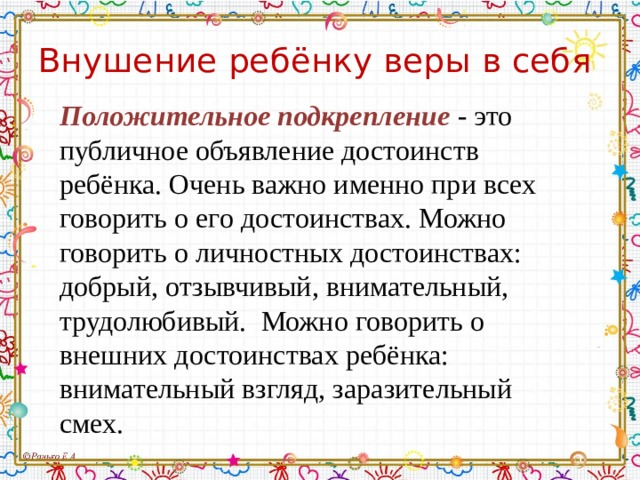 Внушение ребёнку веры в себя
Положительное подкрепление - это
публичное объявление достоинств
ребёнка. Очень важно именно при всех
говорить о его достоинствах. Можно
говорить о личностных достоинствах:
добрый, отзывчивый, внимательный,
трудолюбивый.  Можно говорить о
внешних достоинствах ребёнка:
внимательный взгляд, заразительный
смех.
© Ранько Е.А